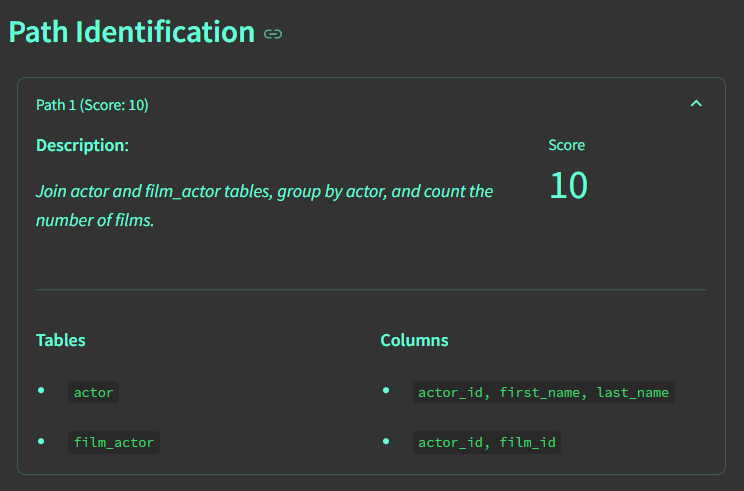 Path Identification
Path 1 (Score: 10)
Description:
Score
Join actor and film_actor tables, group by actor, and count the
number of films.
10
Tables
Columns
actor
actor_id, first_name, last_name
film_actor
actor_id, film_id